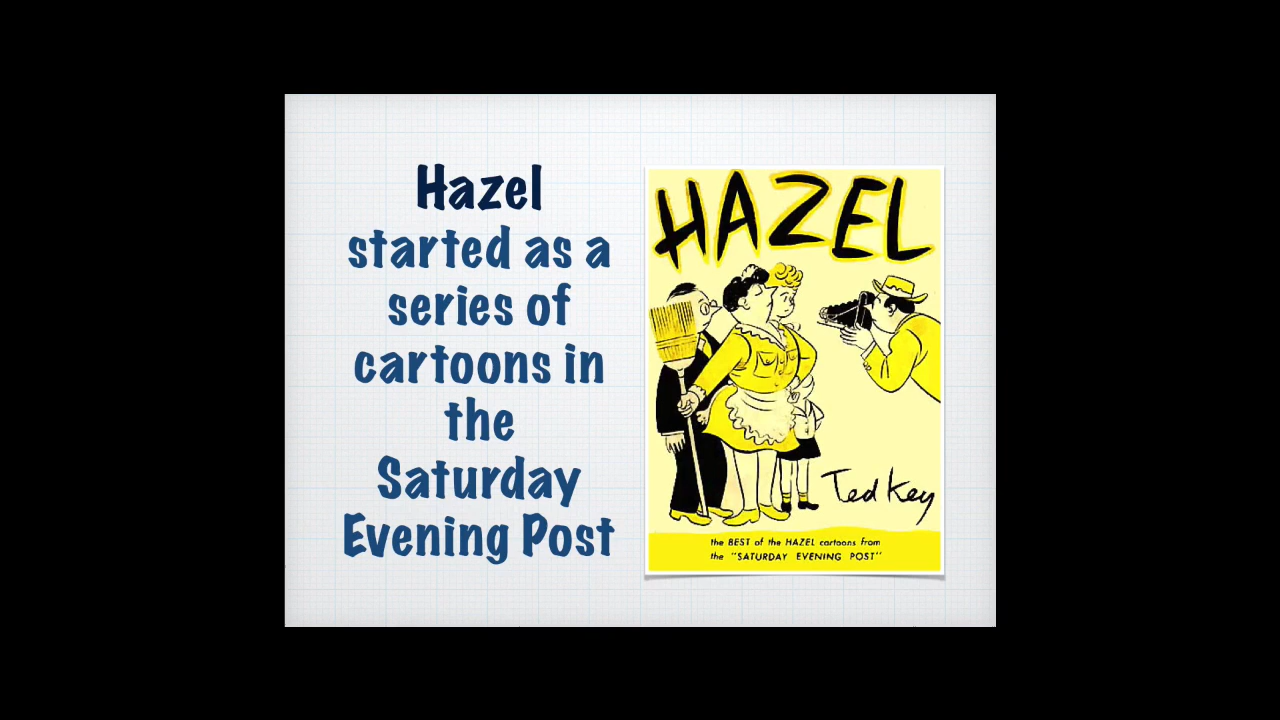 Hazel
started as a
series of
cartoons in
the
Saturday
Evening Post
HAZEL
Ted Key
the BEST of the HAZEL cartoons from
the "SATURDAY EVENING POST"